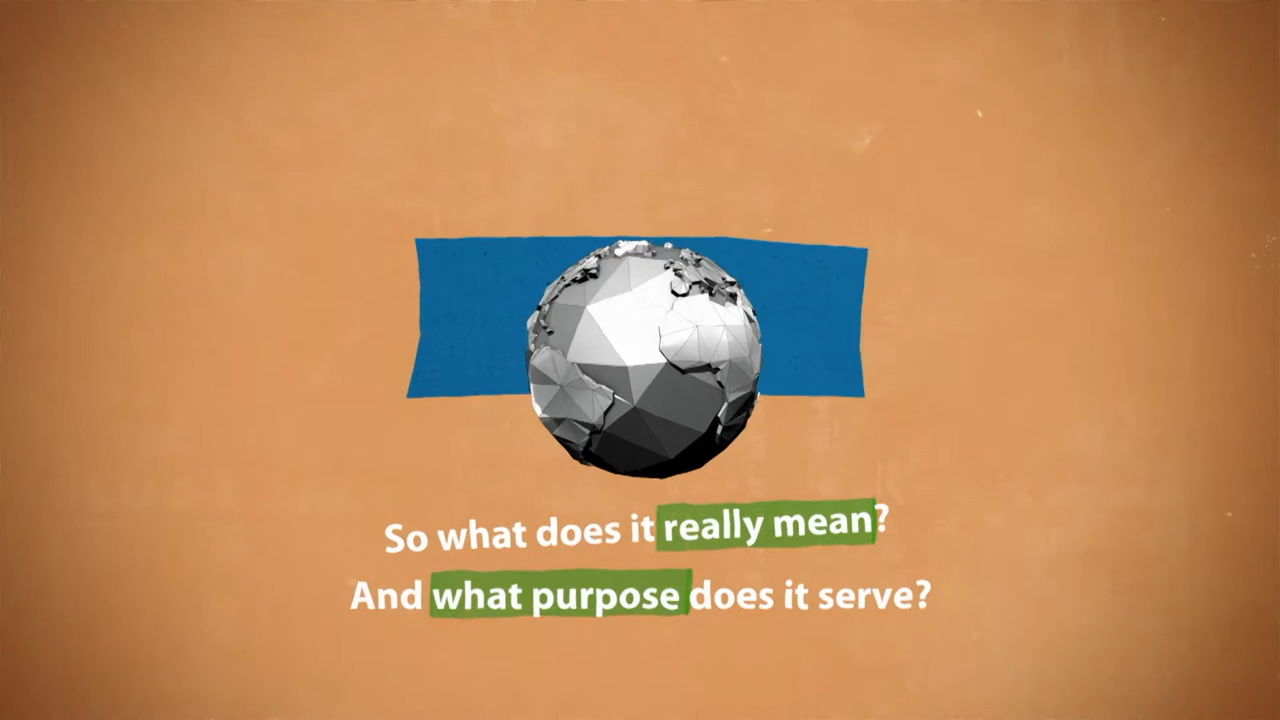 So what does it really mean?
And what purpose does it serve?